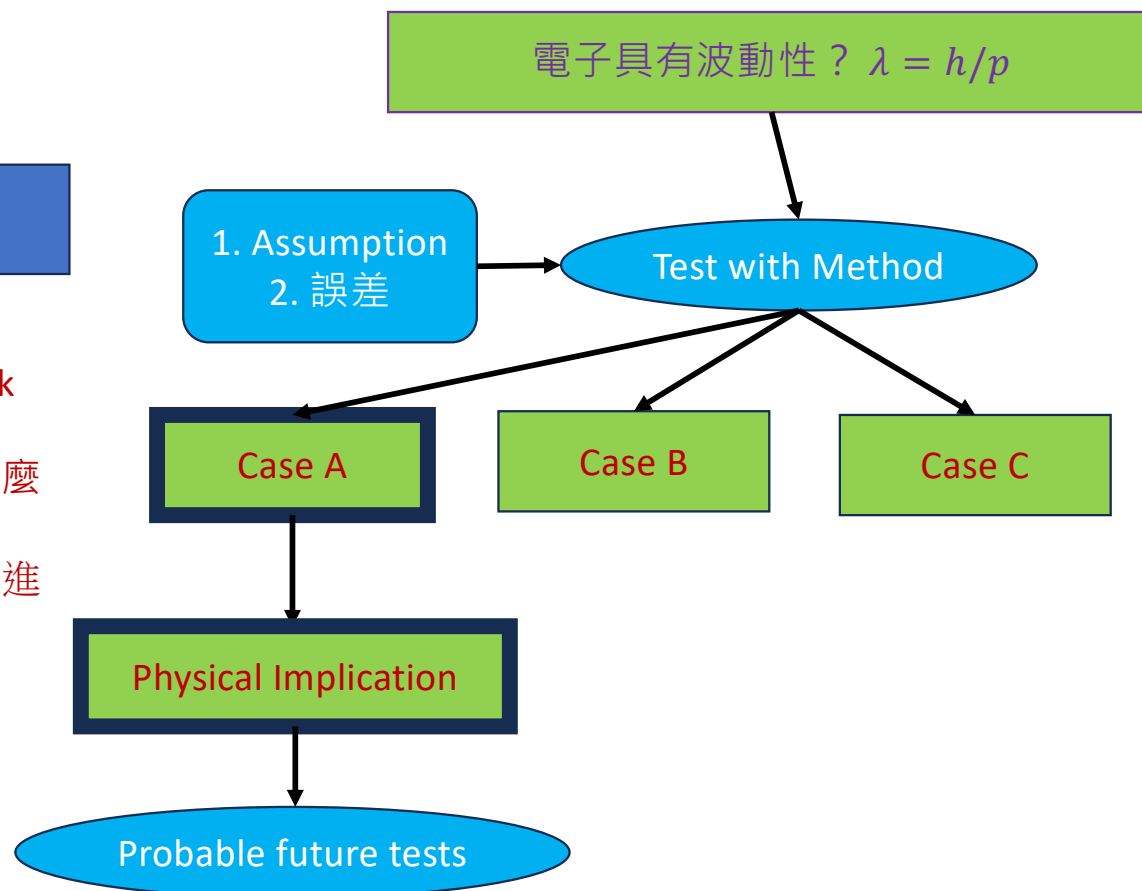 電子具有波動性？ λ = h/p
1. Assumption
2. 誤差
Test with Method
k
麼
進
Case A
Case B
Case C
Physical Implication
Probable future tests